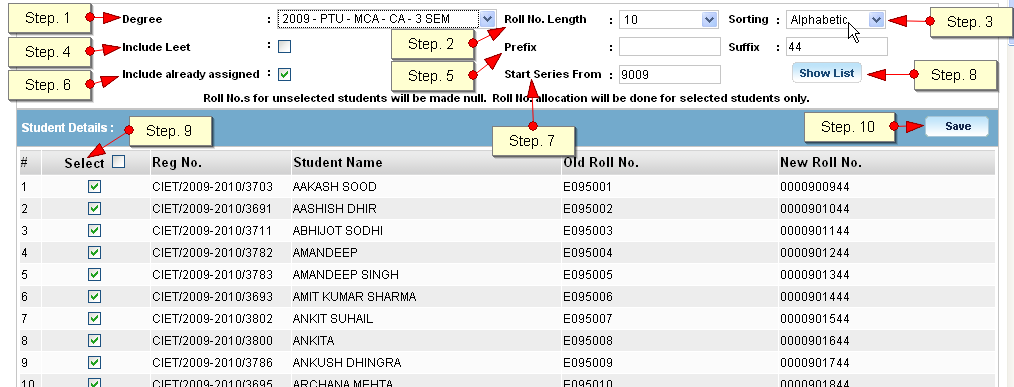 Step. 1 Degree : 2009 - PTU - MCA - CA - 3 SEM Roll No. Length : 10 Sorting : Alphabetic Step. 3
Step. 4 Include Leet : Step. 2 Prefix : Suffix : 44
Step. 6 Include already assigned : Step. 5 Start Series From : 9009 Show List Step. 8
Roll No.s for unselected students will be made null. Roll No. allocation will be done for selected students only.
Student Details : Step. 9 Step. 7 Step. 10 Save
# Select Reg No. Student Name Old Roll No. New Roll No.
1 CIET/2009-2010/3703 AAKASH SOOD E095001 0000900944
2 CIET/2009-2010/3691 AASHISH DHIR E095002 0000901044
3 CIET/2009-2010/3711 ABHIJOT SODHI E095003 0000901144
4 CIET/2009-2010/3782 AMANDEEP E095004 0000901244
5 CIET/2009-2010/3783 AMANDEEP SINGH E095005 0000901344
6 CIET/2009-2010/3693 AMIT KUMAR SHARMA E095006 0000901444
7 CIET/2009-2010/3802 ANKIT SUHAIL E095007 0000901544
8 CIET/2009-2010/3800 ANKITA E095008 0000901644
9 CIET/2009-2010/3786 ANKUSH DHINGRA E095009 0000901744
10 CIET/2009-2010/3695 ARCHANA MEHTA E095010 0000901844